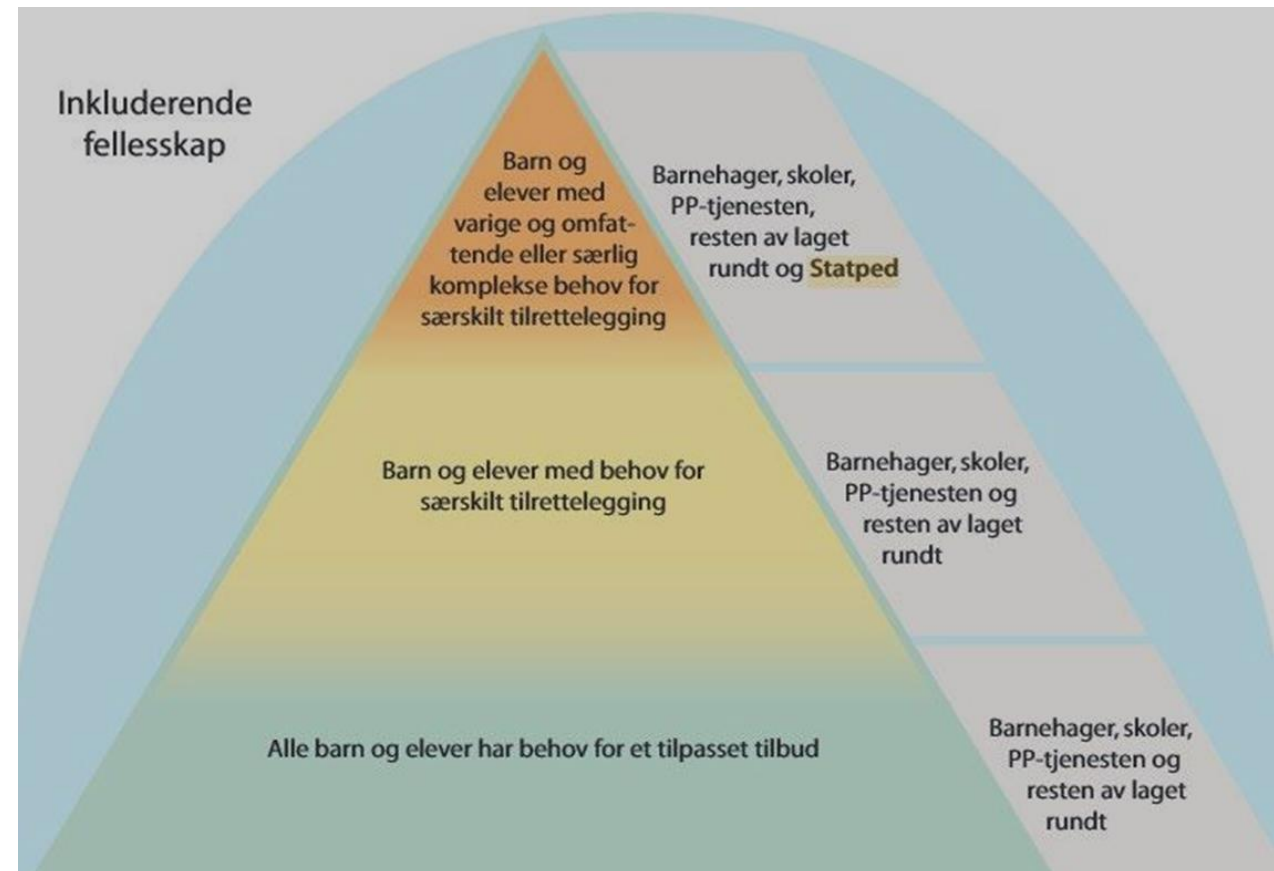 Inkluderende
fellesskap
Barn og
elever med
varige og omfat-
tende eller særlig
komplekse behov for
særskilt tilrettelegging
Barnehager, skoler,
PP-tjenesten,
resten av laget
rundt og Statped
Barn og elever med behov for
særskilt tilrettelegging
Barnehager, skoler,
PP-tjenesten og
resten av laget
rundt
Alle barn og elever har behov for et tilpasset tilbud
Barnehager, skoler,
PP-tjenesten og
resten av laget
rundt